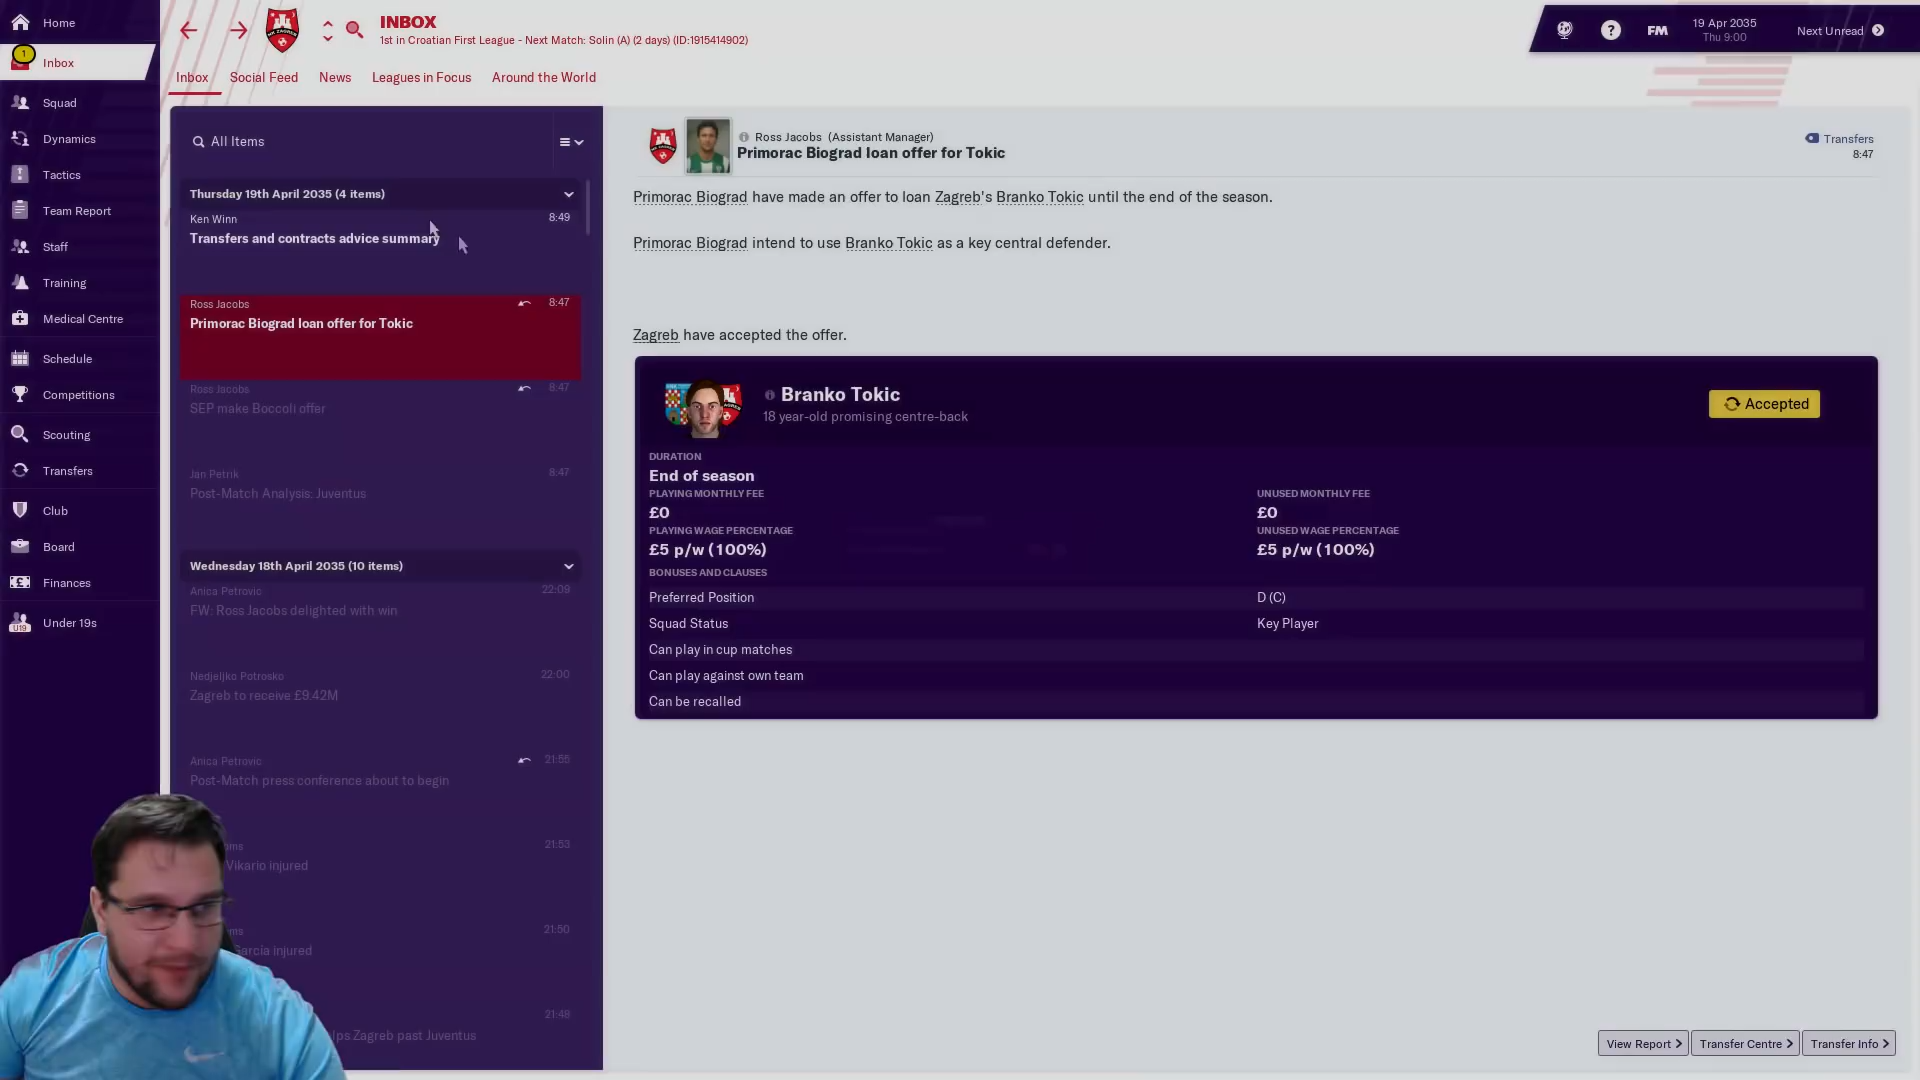 Home
1
Inbox
Squad
Dynamics
Tactics
Team Report
Staff
Training
Medical Centre
Schedule
Competitions
Scouting
Transfers
Club
Board
Finances
U19
Under 19s
INBOX
1st in Croatian First League - Next Match: Solin (A) (2 days) (ID:1915414902)
? FM
19 Apr 2035
Thu 9:00
Next Unread
Inbox Social Feed News Leagues in Focus Around the World
All Items
Thursday 19th April 2035 (4 items)
Ken Winn 8:49
Transfers and contracts advice summary
Ross Jacobs 8:47
Primorac Biograd loan offer for Tokic
Ross Jacobs 8:47
SEP make Boccoli offer
Jan Petrik 8:47
Post-Match Analysis: Juventus
Wednesday 18th April 2035 (10 items)
Anica Petrovic 22:09
FW: Ross Jacobs delighted with win
Nedjeljko Potrosko 22:00
Zagreb to receive £9.42M
Anica Petrovic 21:55
Post-Match press conference about to begin
21:53
Vikario injured
21:50
Garcia injured
21:48
Zagreb past Juventus
Ross Jacobs (Assistant Manager)
Primorac Biograd loan offer for Tokic
Transfers
8:47
Primorac Biograd have made an offer to loan Zagreb's Branko Tokic until the end of the season.
Primorac Biograd intend to use Branko Tokic as a key central defender.
Zagreb have accepted the offer.
Branko Tokic
18 year-old promising centre-back
Accepted
DURATION
End of season
PLAYING MONTHLY FEE UNUSED MONTHLY FEE
£0 £0
PLAYING WAGE PERCENTAGE UNUSED WAGE PERCENTAGE
£5 p/w (100%) £5 p/w (100%)
BONUSES AND CLAUSES
Preferred Position D (C)
Squad Status Key Player
Can play in cup matches
Can play against own team
Can be recalled
View Report Transfer Centre Transfer Info